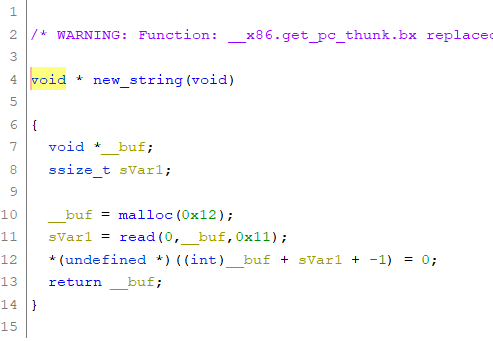 1
2 /* WARNING: Function: __x86.get_pc_thunk.bx replaced
3
4 void * new_string(void)
5
6 {
7 void *__buf;
8 ssize_t sVar1;
9
10 __buf = malloc(0x12);
11 sVar1 = read(0,__buf,0x11);
12 *(undefined *)((int)__buf + sVar1 + -1) = 0;
13 return __buf;
14 }
15